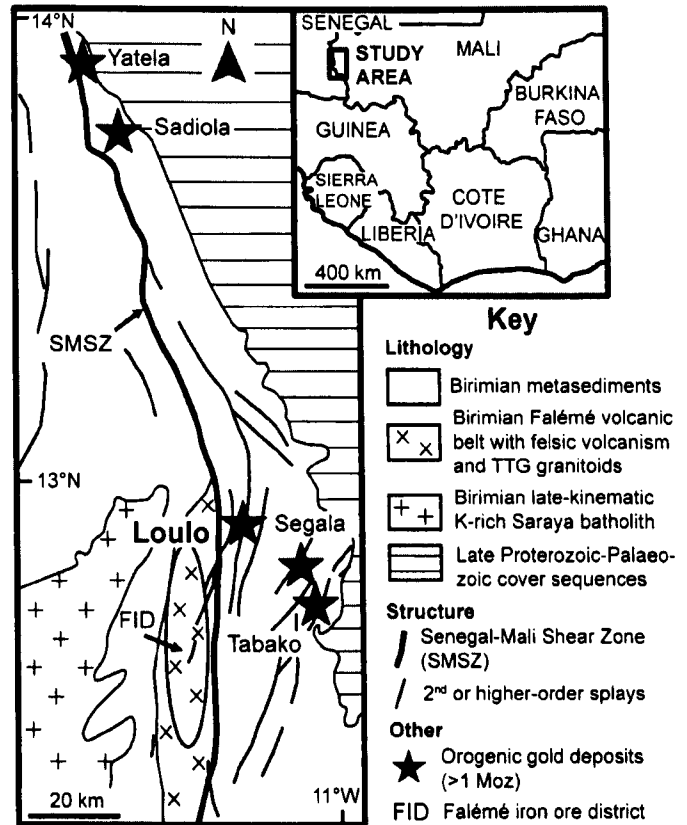 14°N
N
Yatela
Sadiola
SMSZ
13°N
Loulo
Segala
FID
Tabako
20 km
11°W
SENEGAL
MALI
STUDY
AREA
BURKINA
FASO
GUINEA
SIERRA
LEONE
COTE
D'IVOIRE
LIBERIA
GHANA
400 km
Key
Lithology
Birimian metasediments
Birimian Falémé volcanic
belt with felsic volcanism
and TTG granitoids
Birimian late-kinematic
K-rich Saraya batholith
Late Proterozoic-Palaeo-
zoic cover sequences
Structure
Senegal-Mali Shear Zone
(SMSZ)
2nd or higher-order splays
Other
Orogenic gold deposits
(>1 Moz)
FID Falémé iron ore district